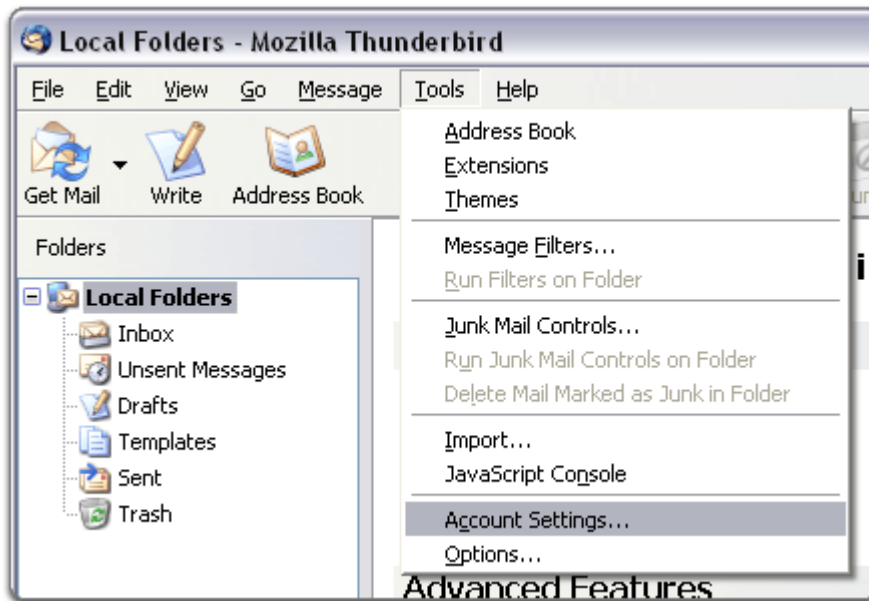 Local Folders - Mozilla Thunderbird
File Edit View Go Message Tools Help
Get Mail Write Address Book
Folders
Local Folders
Inbox
Unsent Messages
Drafts
Templates
Sent
Trash
Address Book
Extensions
Themes
Message Filters...
Run Filters on Folder
Junk Mail Controls...
Run Junk Mail Controls on Folder
Delete Mail Marked as Junk in Folder
Import...
JavaScript Console
Account Settings...
Options...
Advanced Features